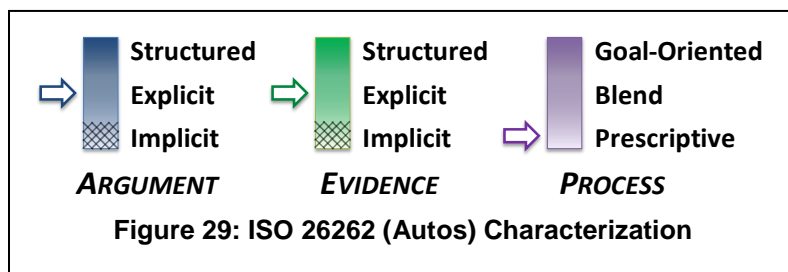 Structured Structured Goal-Oriented
Explicit Explicit Blend
Implicit Implicit Prescriptive
ARGUMENT EVIDENCE PROCESS
Figure 29: ISO 26262 (Autos) Characterization